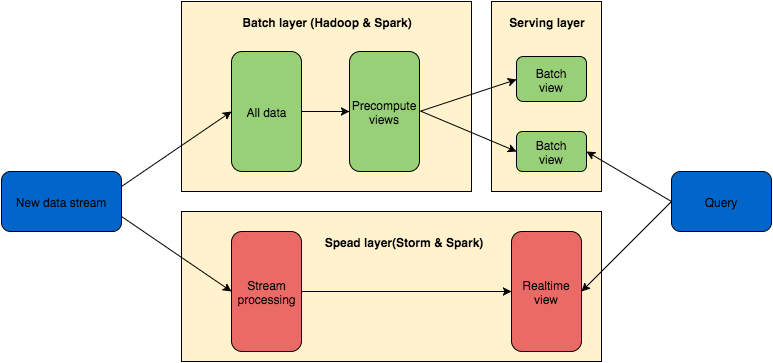 Batch layer (Hadoop & Spark)
Serving layer
All data
Precompute
views
Batch
view
Batch
view
New data stream
Query
Spead layer(Storm & Spark)
Stream
processing
Realtime
view